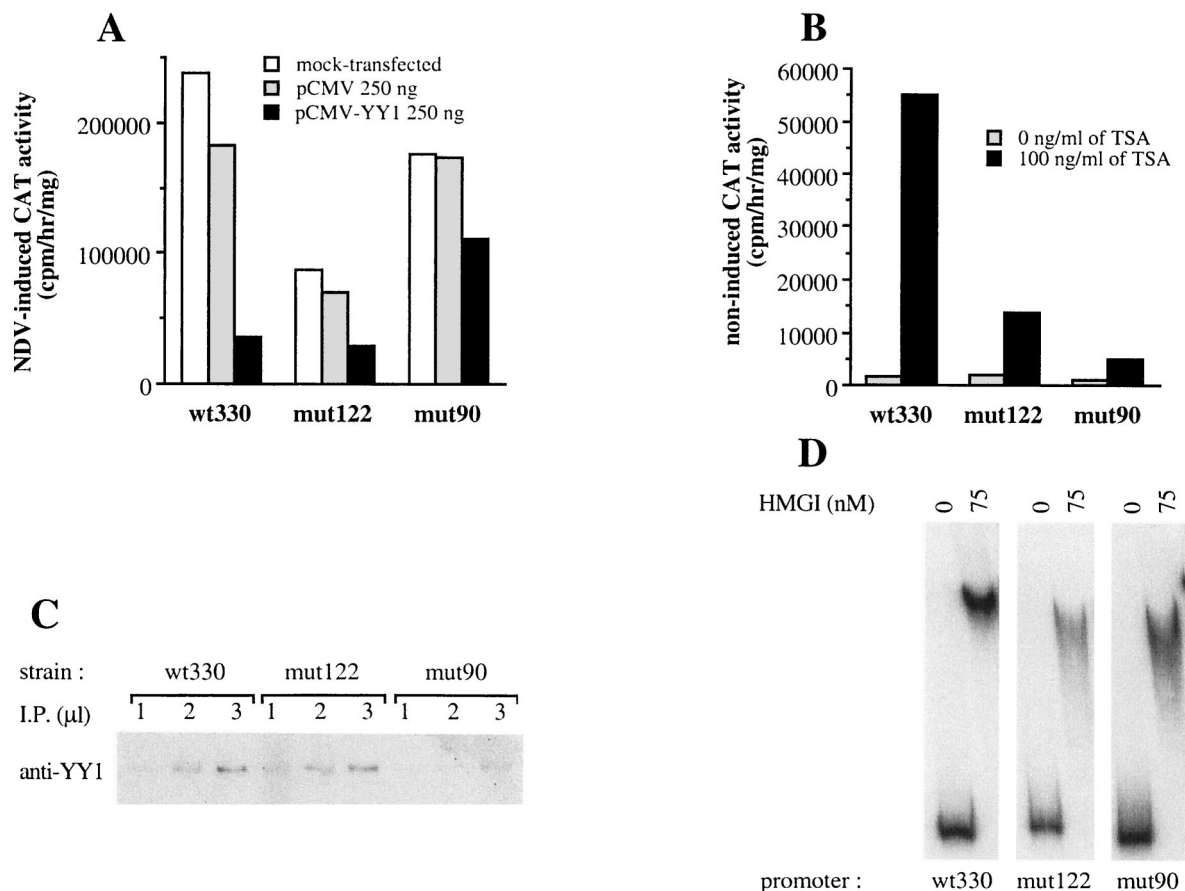 A
NDV-induced CAT activity
(cpm/hr/mg)
200000
100000
0
mock-transfected
pCMV 250 ng
pCMV-YY1 250 ng
wt330 mut122 mut90
B
non-induced CAT activity
(cpm/hr/mg)
60000
50000
40000
30000
20000
10000
0
0 ng/ml of TSA
100 ng/ml of TSA
wt330 mut122 mut90
C
strain : wt330 mut122 mut90
I.P. (µl) 1 2 3 1 2 3 1 2 3
anti-YY1
D
HMGI (nM) 0 75 0 75 0 75
promoter : wt330 mut122 mut90